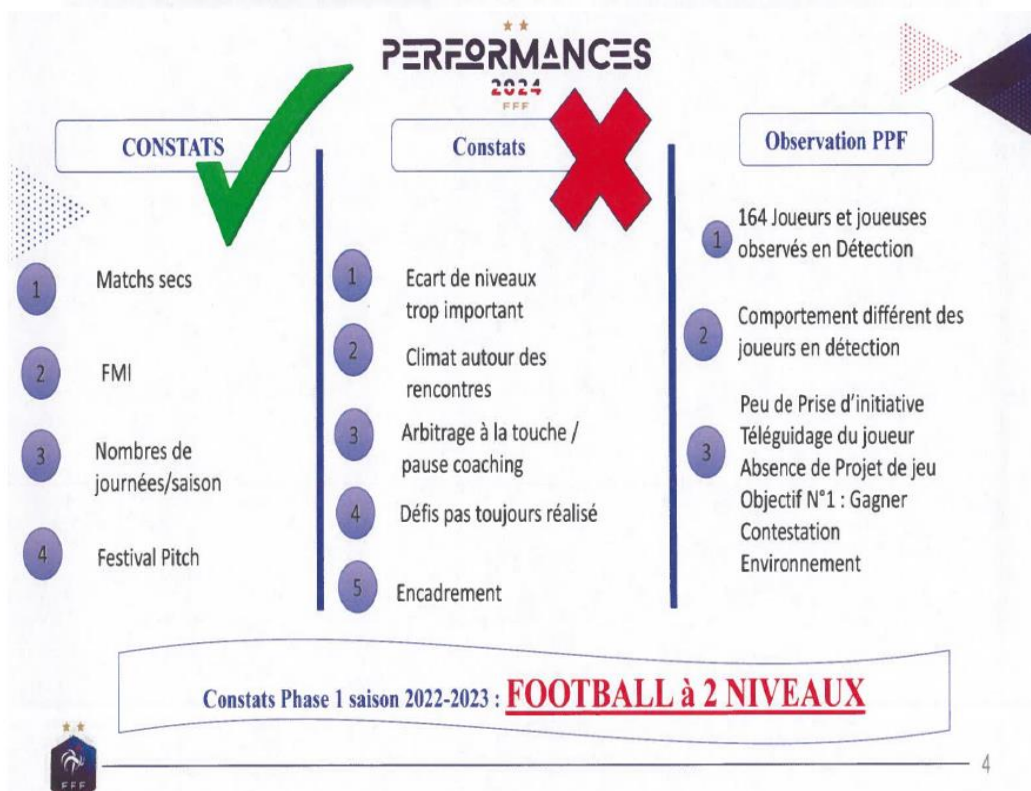 PERFORMANCES
2024
FFF
CONSTATS
1
Matchs secs
2
FMI
3
Nombres de
journées/saison
4
Festival Pitch
Constats
1
Ecart de niveaux
trop important
2
Climat autour des
rencontres
3
Arbitrage à la touche /
pause coaching
4
Défis pas toujours réalisé
5
Encadrement
Observation PPF
1
164 Joueurs et joueuses
observés en Détection
2
Comportement différent des
joueurs en détection
3
Peu de Prise d'initiative
Téléguidage du joueur
Absence de Projet de jeu
Objectif N°1 : Gagner
Contestation
Environnement
Constats Phase 1 saison 2022-2023 : FOOTBALL à 2 NIVEAUX
FFF
4